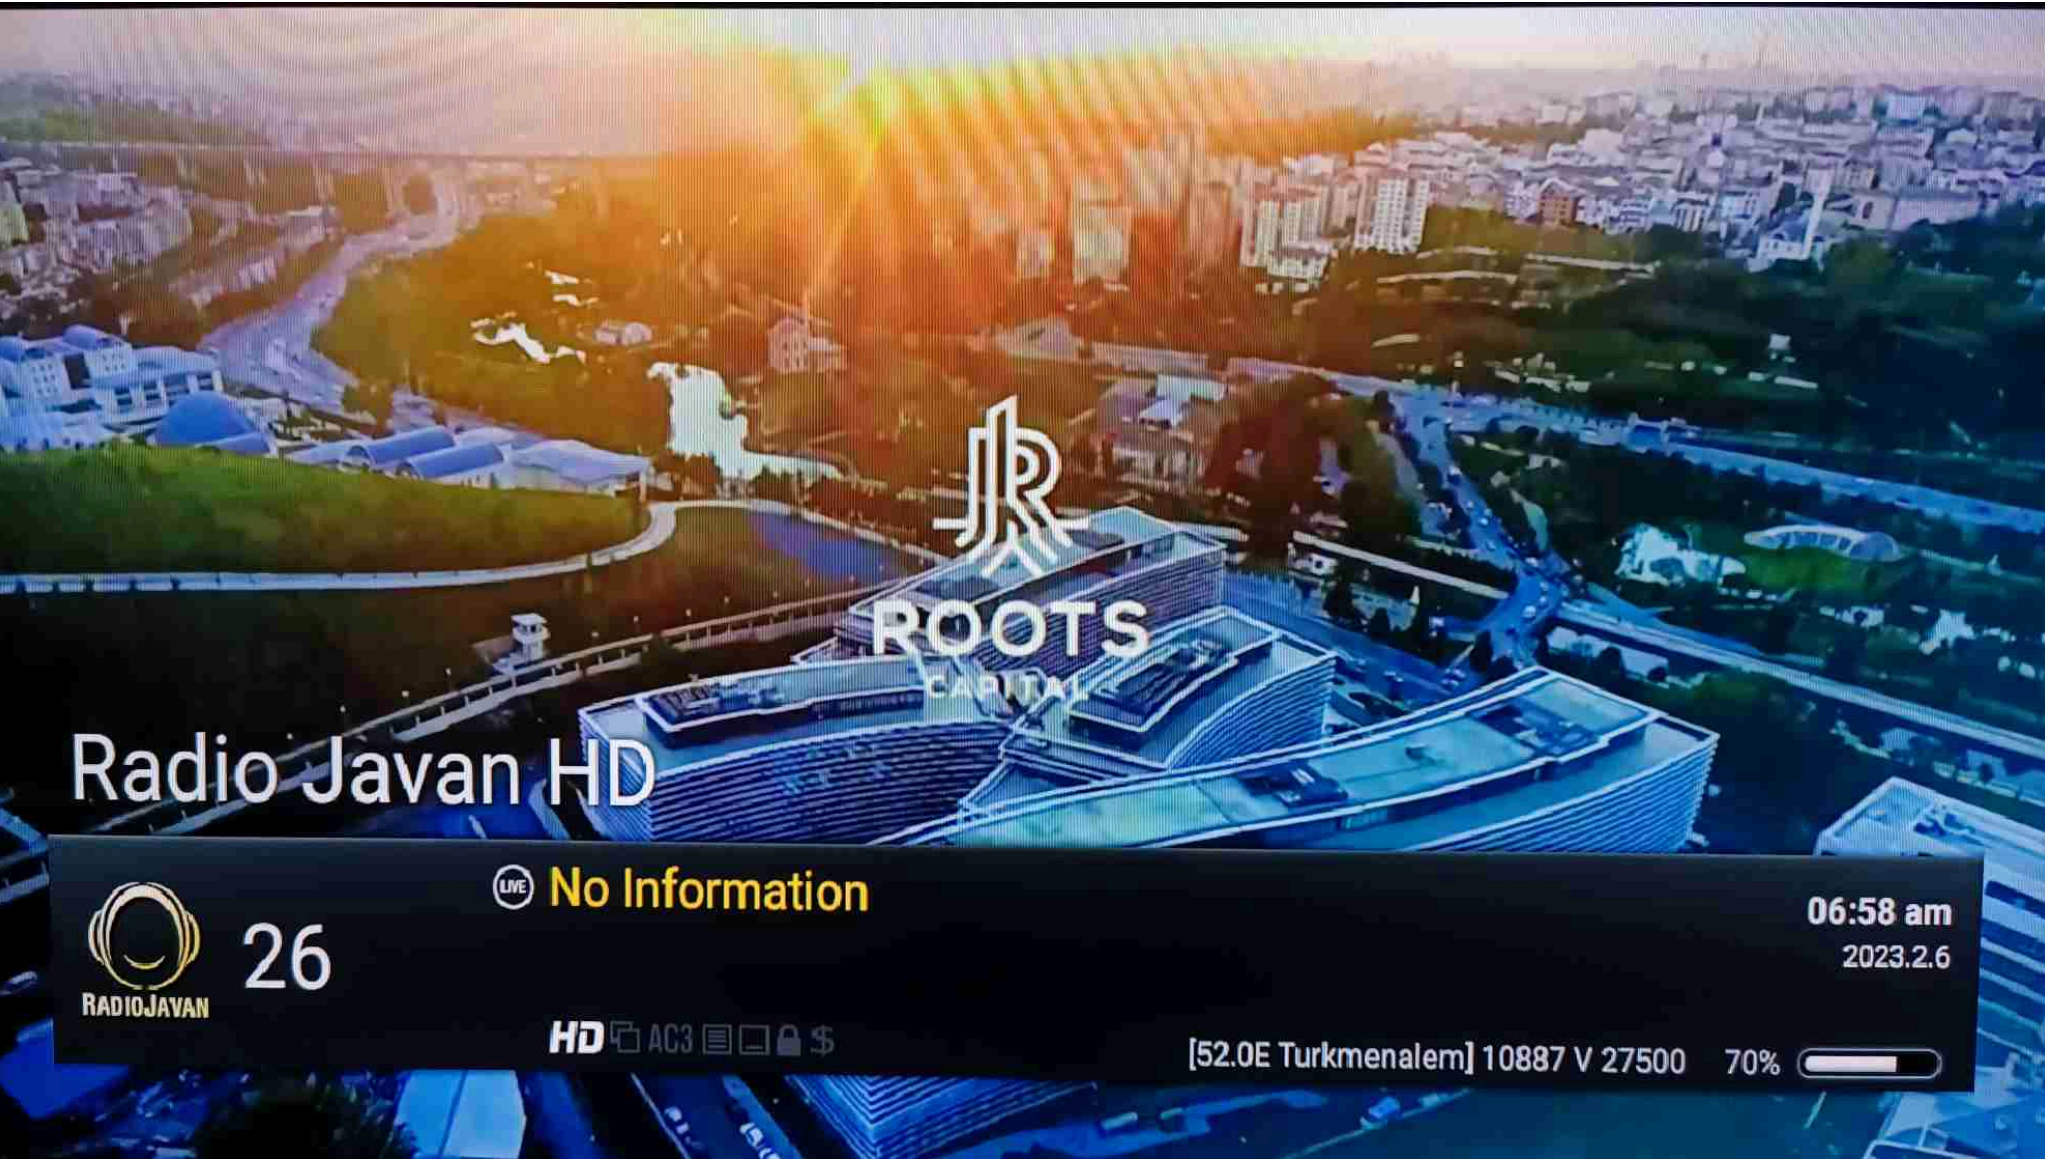 ROOTS
CAPITAL
Radio Javan HD
LIVE No Information
06:58 am
26
2023.2.6
RADIOJAVAN
HD AC3 $
[52.0E Turkmenalem] 10887 V 27500 70%